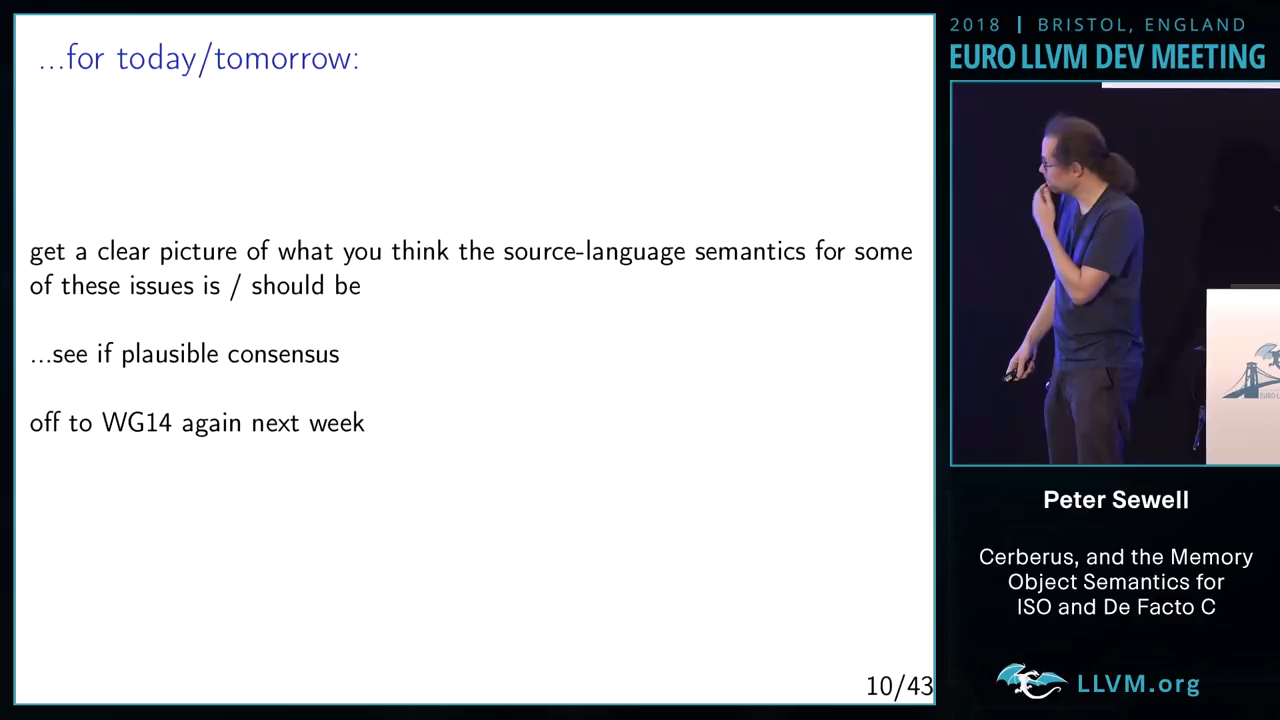 ...for today/tomorrow:
get a clear picture of what you think the source-language semantics for some
of these issues is / should be
...see if plausible consensus
off to WG14 again next week
10/43
2018 | BRISTOL, ENGLAND
EURO LLVM DEV MEETING
Peter Sewell
Cerberus, and the Memory
Object Semantics for
ISO and De Facto C
LLVM.org